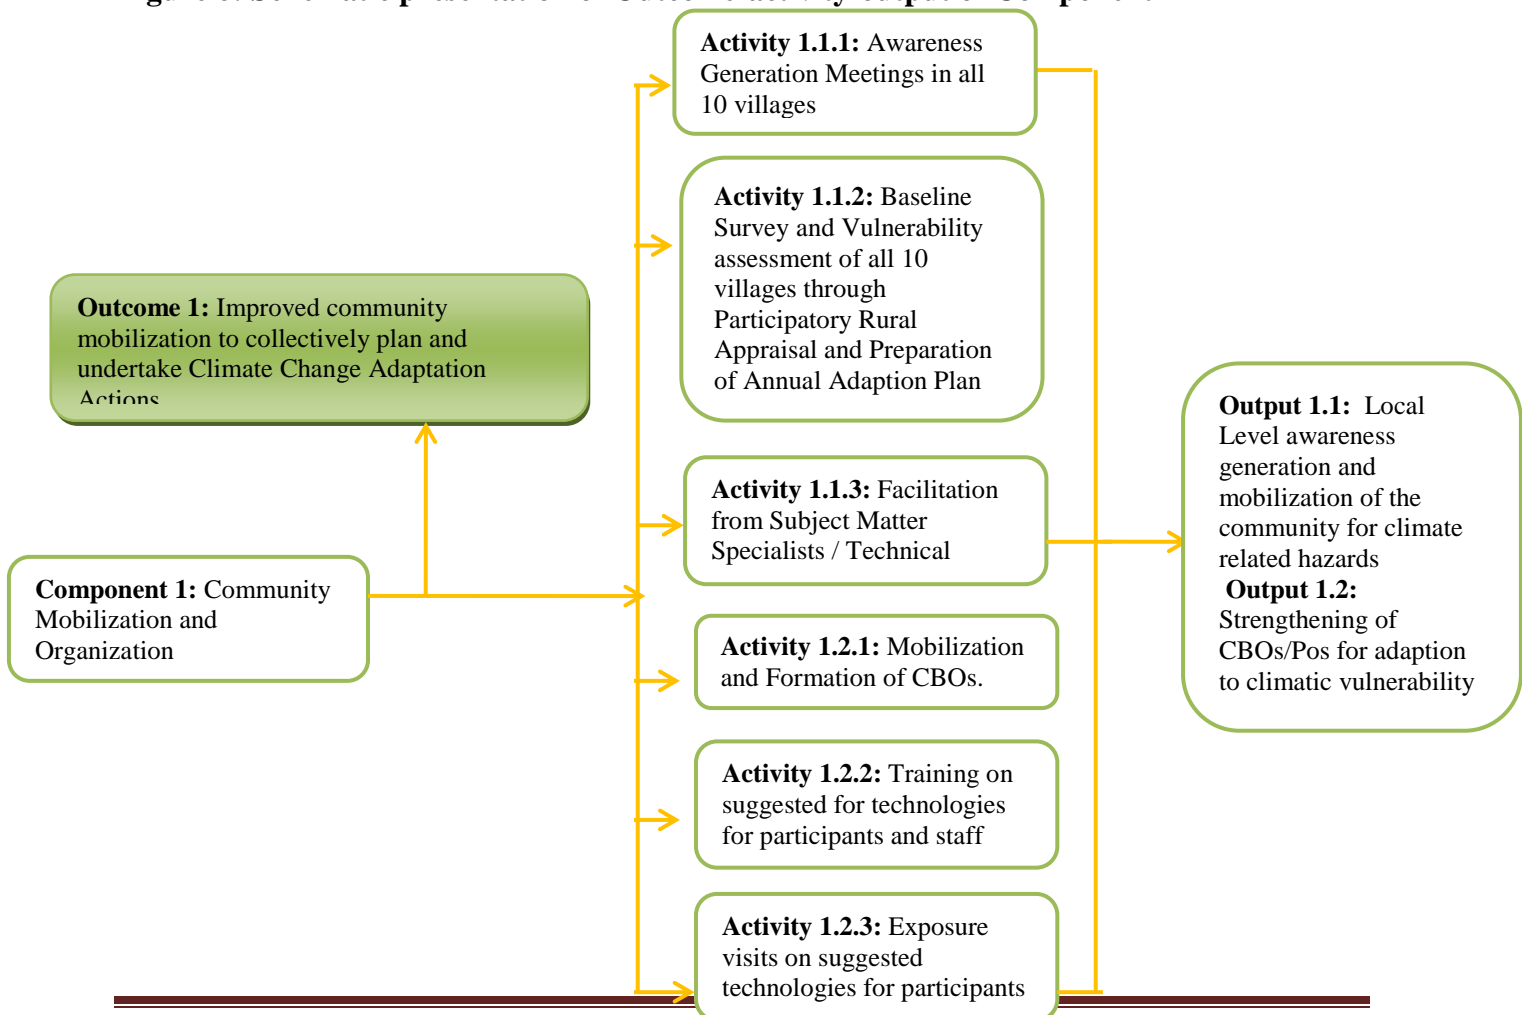 Activity 1.1.1: Awareness
Generation Meetings in all
10 villages
Activity 1.1.2: Baseline
Survey and Vulnerability
assessment of all 10
villages through
Participatory Rural
Appraisal and Preparation
of Annual Adaption Plan
Outcome 1: Improved community
mobilization to collectively plan and
undertake Climate Change Adaptation
Actions
Activity 1.1.3: Facilitation
from Subject Matter
Specialists / Technical
Component 1: Community
Mobilization and
Organization
Activity 1.2.1: Mobilization
and Formation of CBOs.
Activity 1.2.2: Training on
suggested for technologies
for participants and staff
Activity 1.2.3: Exposure
visits on suggested
technologies for participants
Output 1.1: Local
Level awareness
generation and
mobilization of the
community for climate
related hazards
Output 1.2:
Strengthening of
CBOs/Pos for adaption
to climatic vulnerability